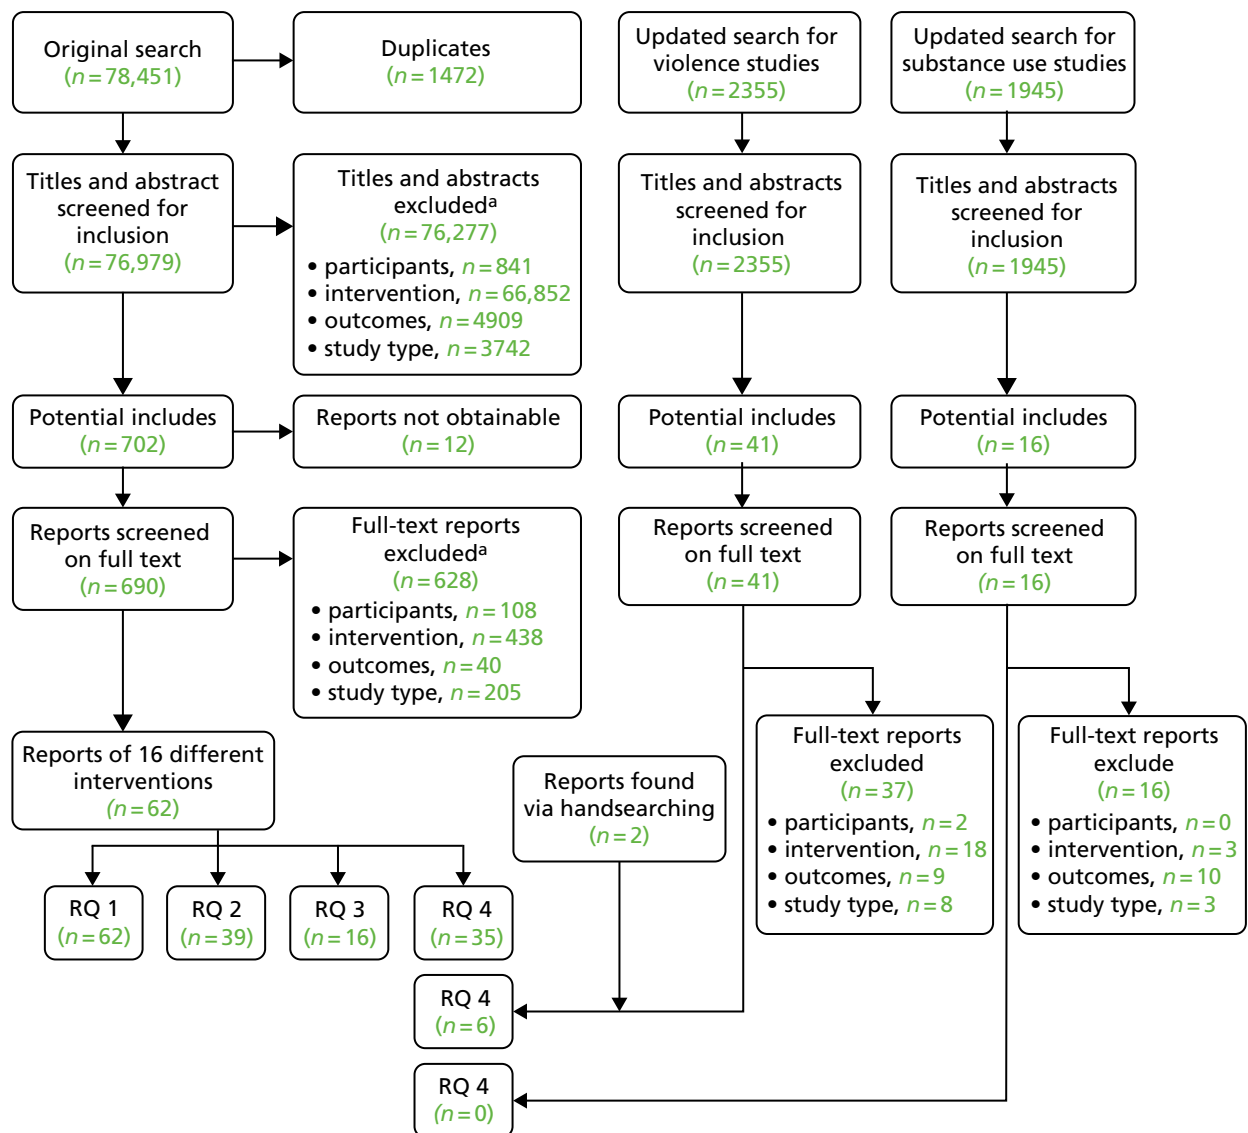 Original search
(n=78,451)
Duplicates
(n=1472)
Updated search for
violence studies
(n=2355)
Updated search for
substance use studies
(n=1945)
Titles and abstract
screened for
inclusion
(n=76,979)
Titles and abstracts
excludedª
(n=76,277)
• participants, n=841
• intervention, n=66,852
• outcomes, n=4909
• study type, n=3742
Titles and abstracts
screened for
inclusion
(n=2355)
Titles and abstracts
screened for
inclusion
(n=1945)
Potential includes
(n=702)
Reports not obtainable
(n=12)
Potential includes
(n=41)
Potential includes
(n=16)
Reports screened
on full text
(n=690)
Full-text reports
excludedª
(n=628)
• participants, n=108
• intervention, n=438
• outcomes, n=40
• study type, n=205
Reports screened
on full text
(n=41)
Reports screened
on full text
(n=16)
Reports of 16 different
interventions
(n=62)
Reports found
via handsearching
(n=2)
Full-text reports
excluded
(n=37)
• participants, n=2
• intervention, n=18
• outcomes, n=9
• study type, n=8
Full-text reports
exclude
(n=16)
• participants, n=0
• intervention, n=3
• outcomes, n=10
• study type, n=3
RQ 1
(n=62)
RQ 2
(n=39)
RQ 3
(n=16)
RQ 4
(n=35)
RQ 4
(n=6)
RQ 4
(n=0)